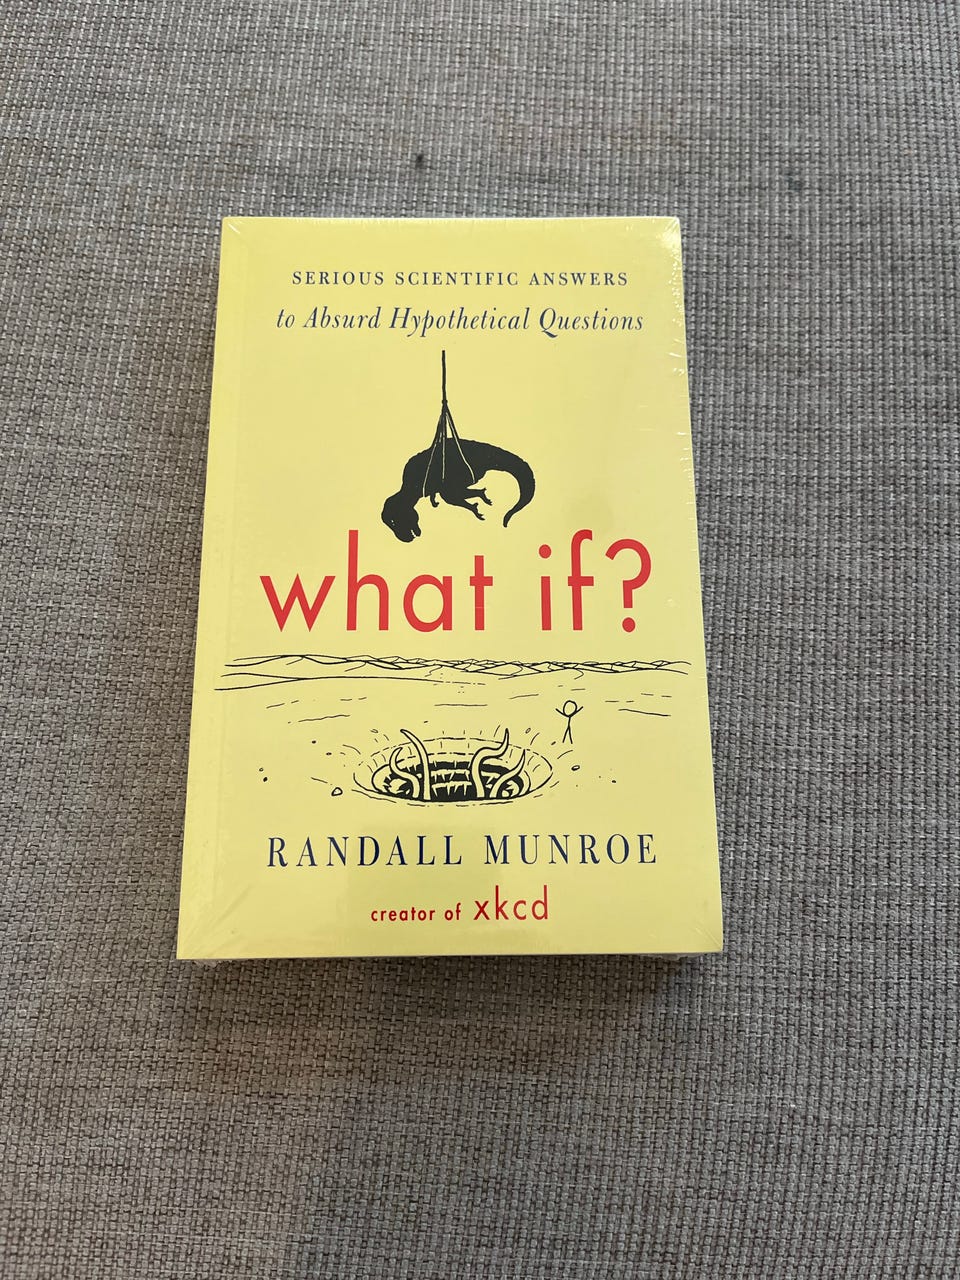 SERIOUS SCIENTIFIC ANSWERS
to Absurd Hypothetical Questions
what if?
RANDALL MUNROE
creator of xkcd